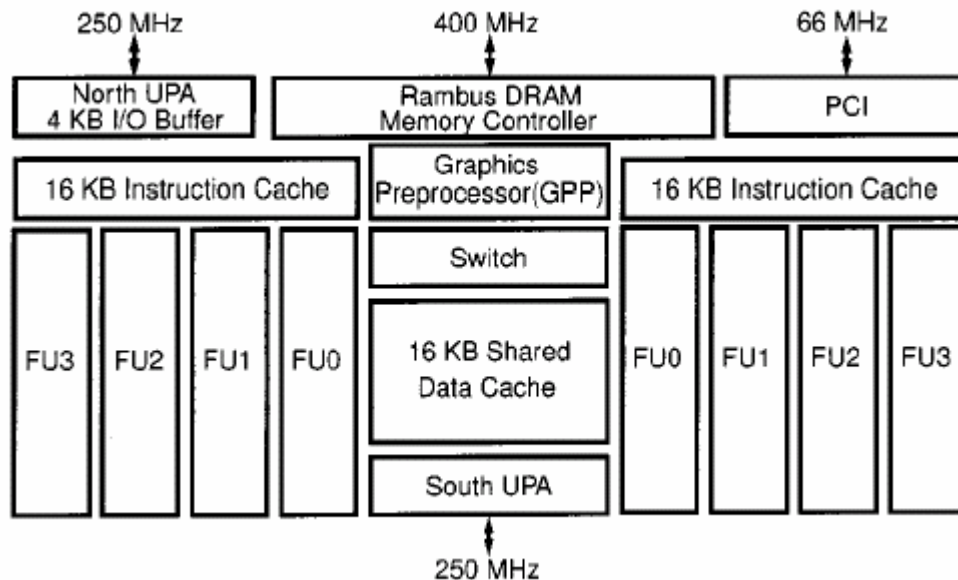 250 MHz
400 MHz
66 MHz
North UPA
4 KB I/O Buffer
Rambus DRAM
Memory Controller
PCI
16 KB Instruction Cache
Graphics
Preprocessor(GPP)
16 KB Instruction Cache
Switch
FU3
FU2
FU1
FU0
16 KB Shared
Data Cache
FU0
FU1
FU2
FU3
South UPA
250 MHz